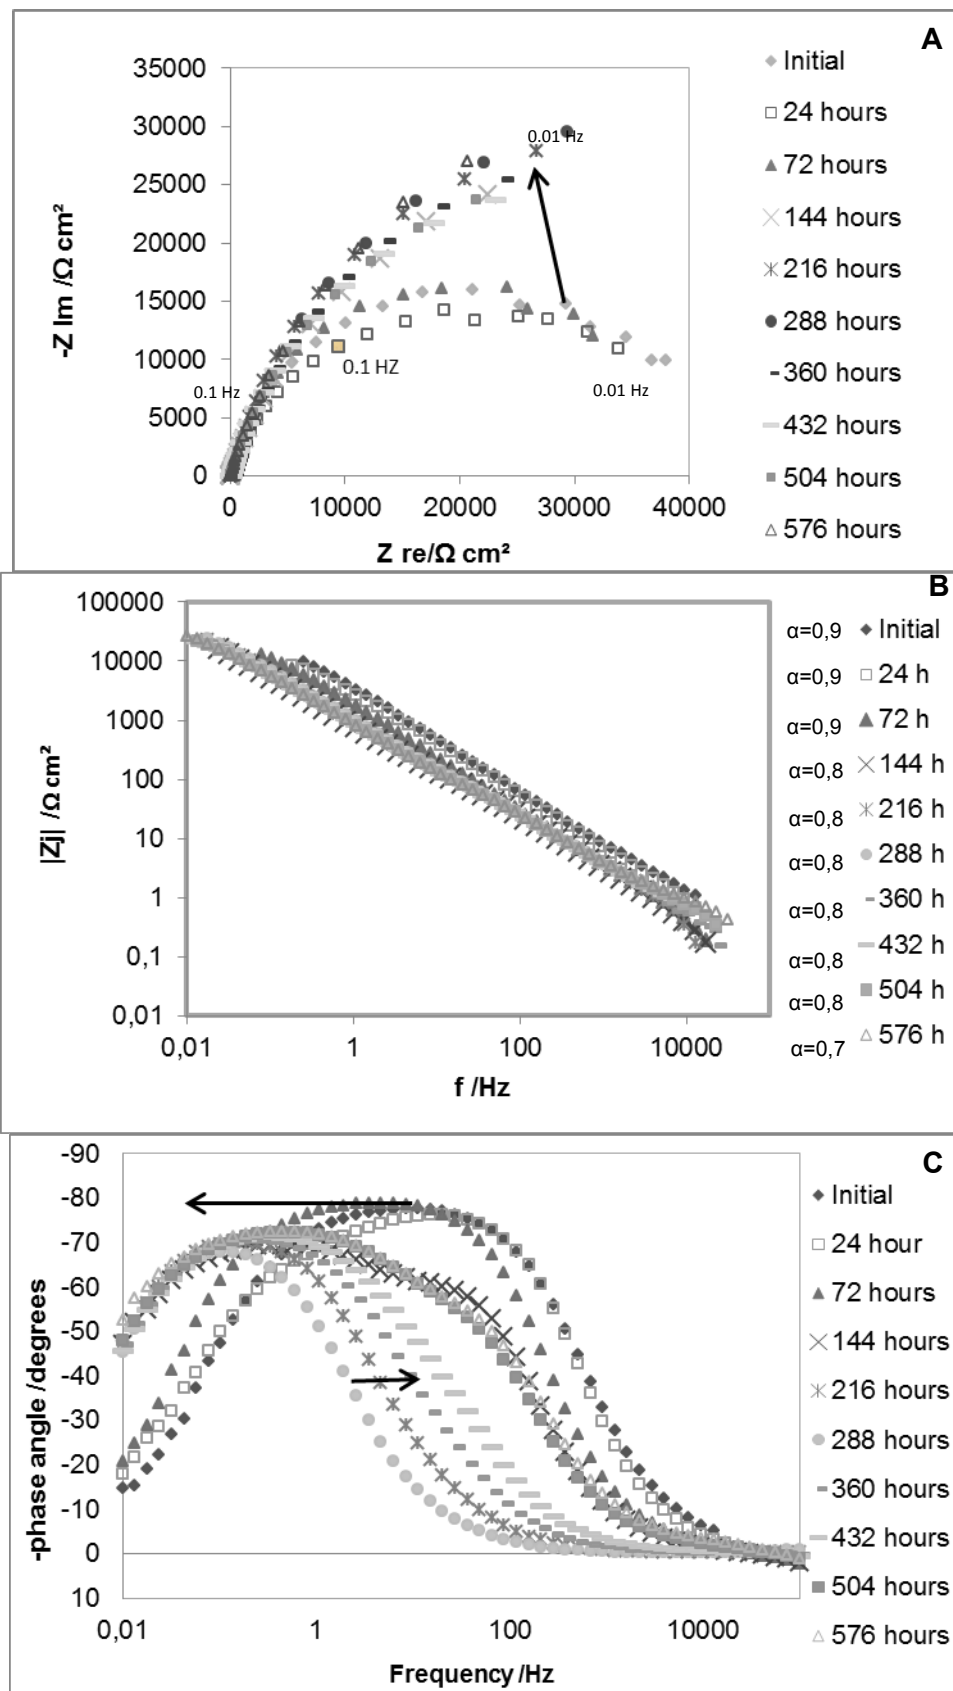 A
35000
30000
25000
20000
15000
10000
5000
0
-Z Im /Ω cm²
0.01 Hz
0.1 Hz
0.1 HZ
0.01 Hz
0 10000 20000 30000 40000
Z re/Ω cm²
Initial
24 hours
72 hours
144 hours
216 hours
288 hours
360 hours
432 hours
504 hours
576 hours
B
100000
10000
1000
100
10
1
0,1
0,01
|Zj| /Ω cm²
0,01 1 100 10000
f /Hz
α=0,9 Initial
α=0,9 24 h
α=0,9 72 h
α=0,8 144 h
α=0,8 216 h
α=0,8 288 h
α=0,8 360 h
α=0,8 432 h
α=0,8 504 h
α=0,7 576 h
C
-90
-80
-70
-60
-50
-40
-30
-20
-10
0
10
-phase angle /degrees
0,01 1 100 10000
Frequency /Hz
Initial
24 hour
72 hours
144 hours
216 hours
288 hours
360 hours
432 hours
504 hours
576 hours